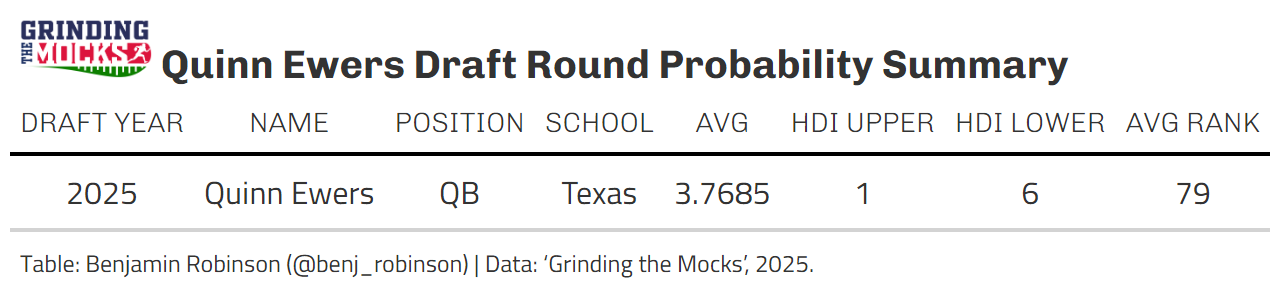 GRINDING
THE MOCKS
Quinn Ewers Draft Round Probability Summary
DRAFT YEAR NAME POSITION SCHOOL AVG HDI UPPER HDI LOWER AVG RANK
2025 Quinn Ewers QB Texas 3.7685 1 6 79
Table: Benjamin Robinson (@benj_robinson) | Data: ‘Grinding the Mocks’, 2025.